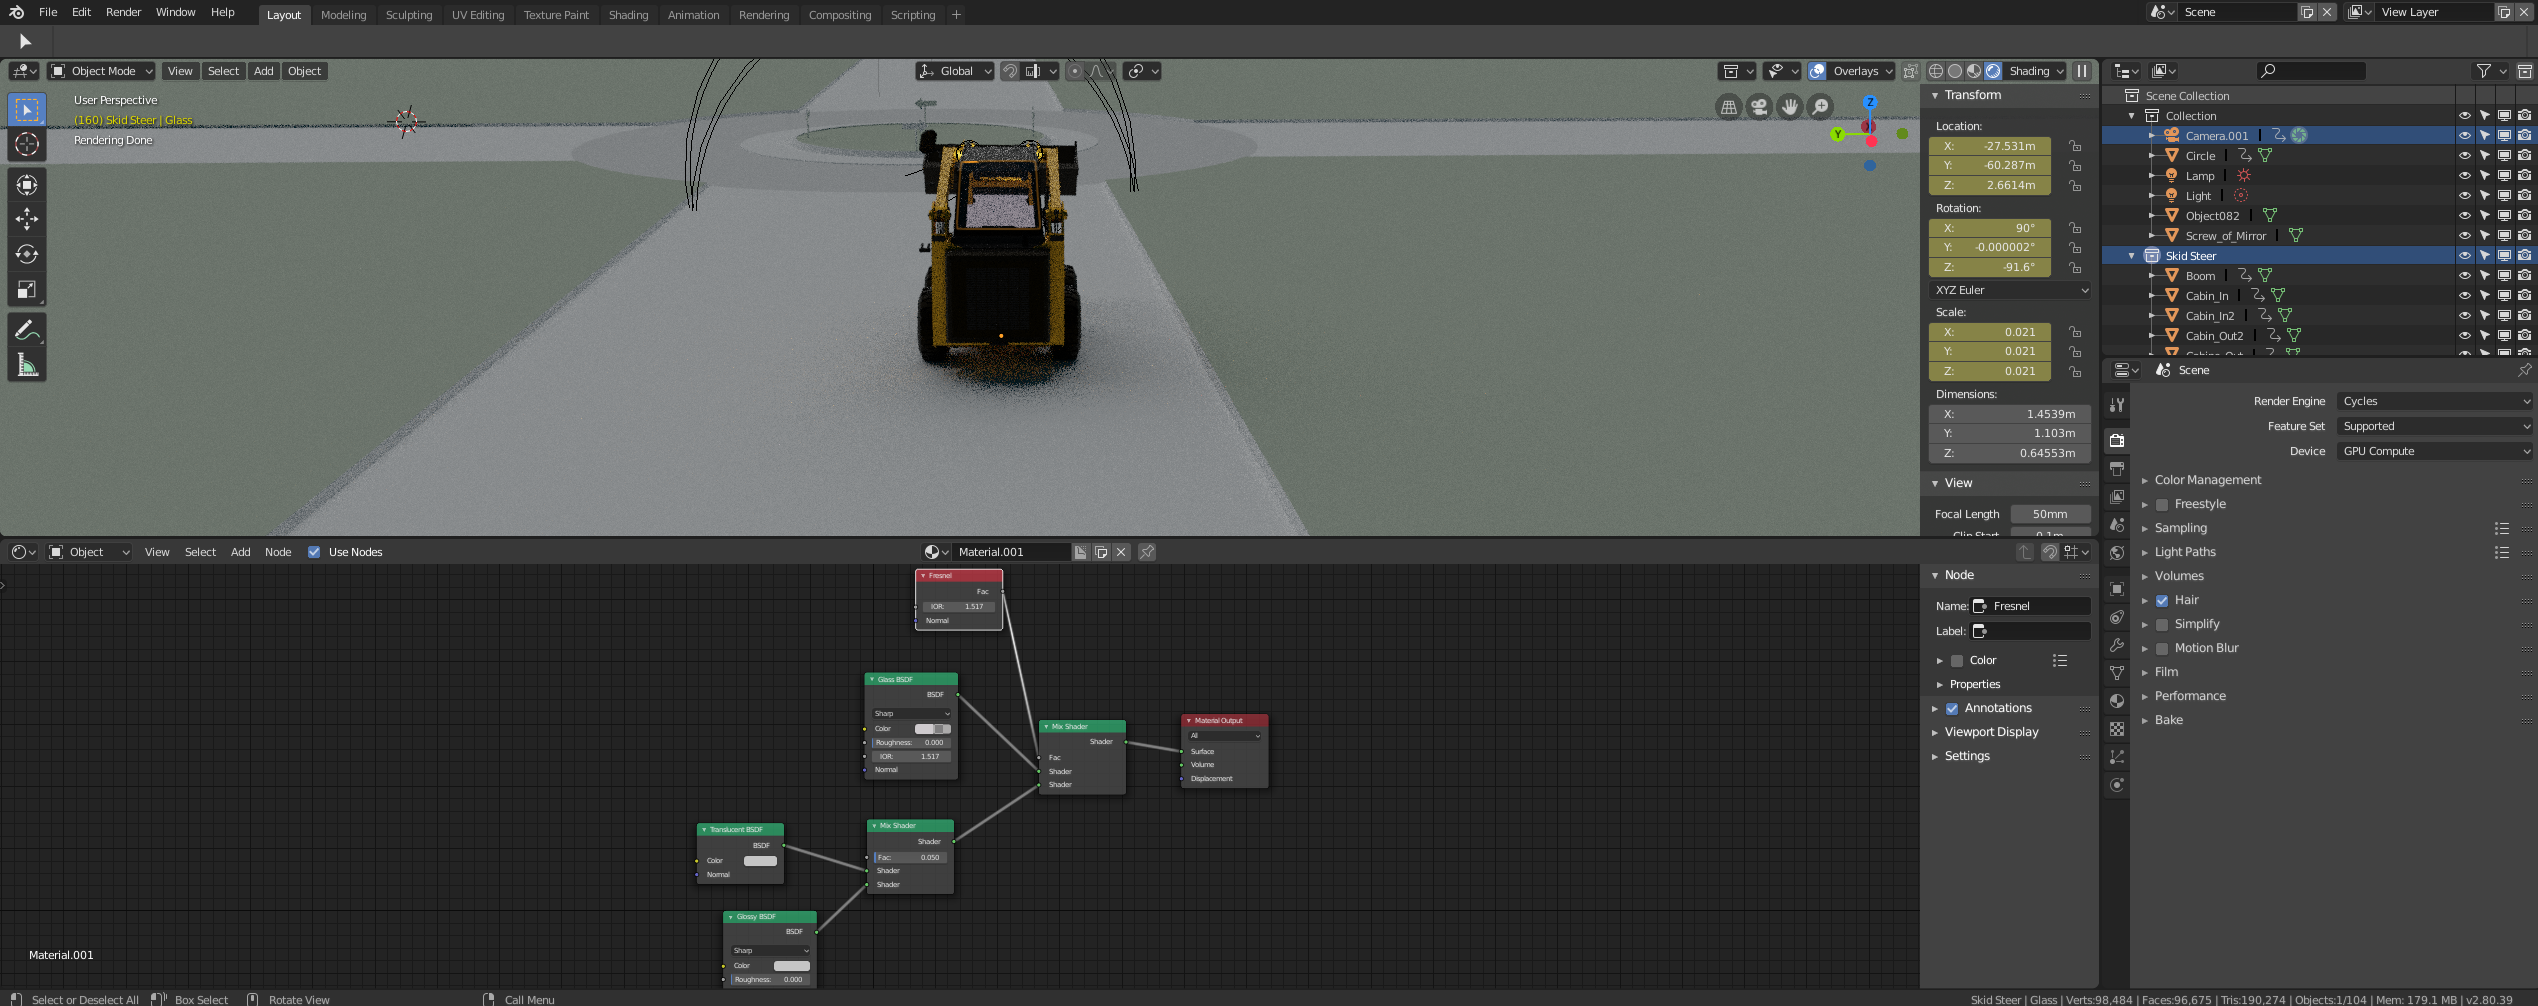 File Edit Render Window Help Layout Modeling Sculpting UV Editing Texture Paint Shading Animation Rendering Compositing Scripting Scene View Layer
Object Mode View Select Add Object Global Overlays Shading
User Perspective
(160) Skid Steer | Glass
Rendering Done
Z
Y
Transform
Location:
X: -27.531m
Y: -60.287m
Z: 2.6614m
Rotation:
X: 90°
Y: -0.000002°
Z: -91.6°
XYZ Euler
Scale:
X: 0.021
Y: 0.021
Z: 0.021
Dimensions:
X: 1.4539m
Y: 1.103m
Z: 0.64553m
View
Focal Length 50mm
Clip Start 0.1m
Scene Collection
Collection
Camera.001
Circle
Lamp
Light
Object082
Screw_of_Mirror
Skid Steer
Boom
Cabin_In
Cabin_In2
Cabin_Out2
Scene
Render Engine Cycles
Feature Set Supported
Device GPU Compute
Color Management
Freestyle
Sampling
Light Paths
Volumes
Hair
Simplify
Motion Blur
Film
Performance
Bake
Object View Select Add Node Use Nodes Material.001
Fresnel
Fac
IOR: 1.517
Normal
Glass BSDF
BSDF
Sharp
Color
Roughness: 0.000
IOR: 1.517
Normal
Mix Shader
Shader
Fac
Shader
Shader
Material Output
All
Surface
Volume
Displacement
Translucent BSDF
BSDF
Color
Normal
Mix Shader
Shader
Fac: 0.050
Shader
Shader
Glossy BSDF
BSDF
Sharp
Color
Roughness: 0.000
Material.001
Node
Name: Fresnel
Label:
Color
Properties
Annotations
Viewport Display
Settings
Select or Deselect All Box Select Rotate View Call Menu Skid Steer | Glass | Verts:98,484 | Faces:96,675 | Tris:190,274 | Objects:1/104 | Mem: 179.1 MB | v2.80.39